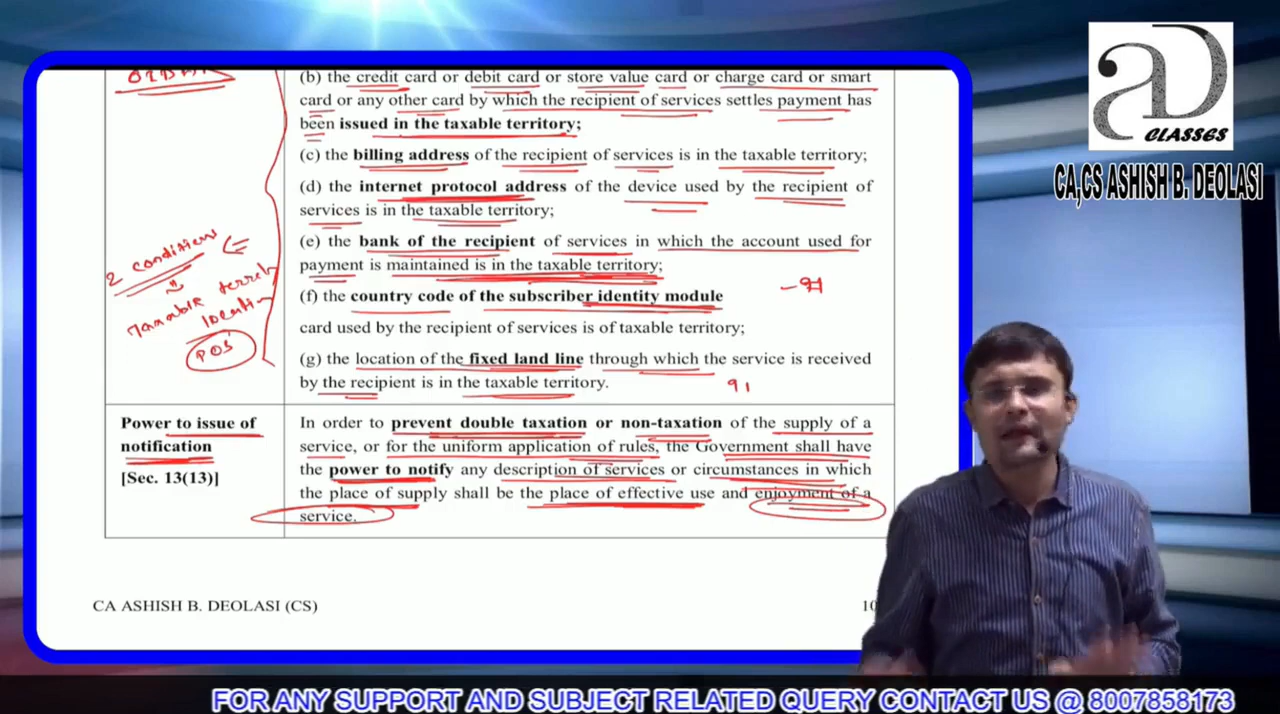 OIDAR
(b) the credit card or debit card or store value card or charge card or smart
card or any other card by which the recipient of services settles payment has
been issued in the taxable territory;
(c) the billing address of the recipient of services is in the taxable territory;
(d) the internet protocol address of the device used by the recipient of
services is in the taxable territory;
(e) the bank of the recipient of services in which the account used for
payment is maintained is in the taxable territory;
(f) the country code of the subscriber identity module
card used by the recipient of services is of taxable territory;
(g) the location of the fixed land line through which the service is received
by the recipient is in the taxable territory.
91
2 conditions
Taxable territory
location
POS
Power to issue of
notification
[Sec. 13(13)]
In order to prevent double taxation or non-taxation of the supply of a
service, or for the uniform application of rules, the Government shall have
the power to notify any description of services or circumstances in which
the place of supply shall be the place of effective use and enjoyment of a
service.
CA ASHISH B. DEOLASI (CS)
10
aD
CLASSES
CA,CS ASHISH B. DEOLASI
FOR ANY SUPPORT AND SUBJECT RELATED QUERY CONTACT US @ 8007858173